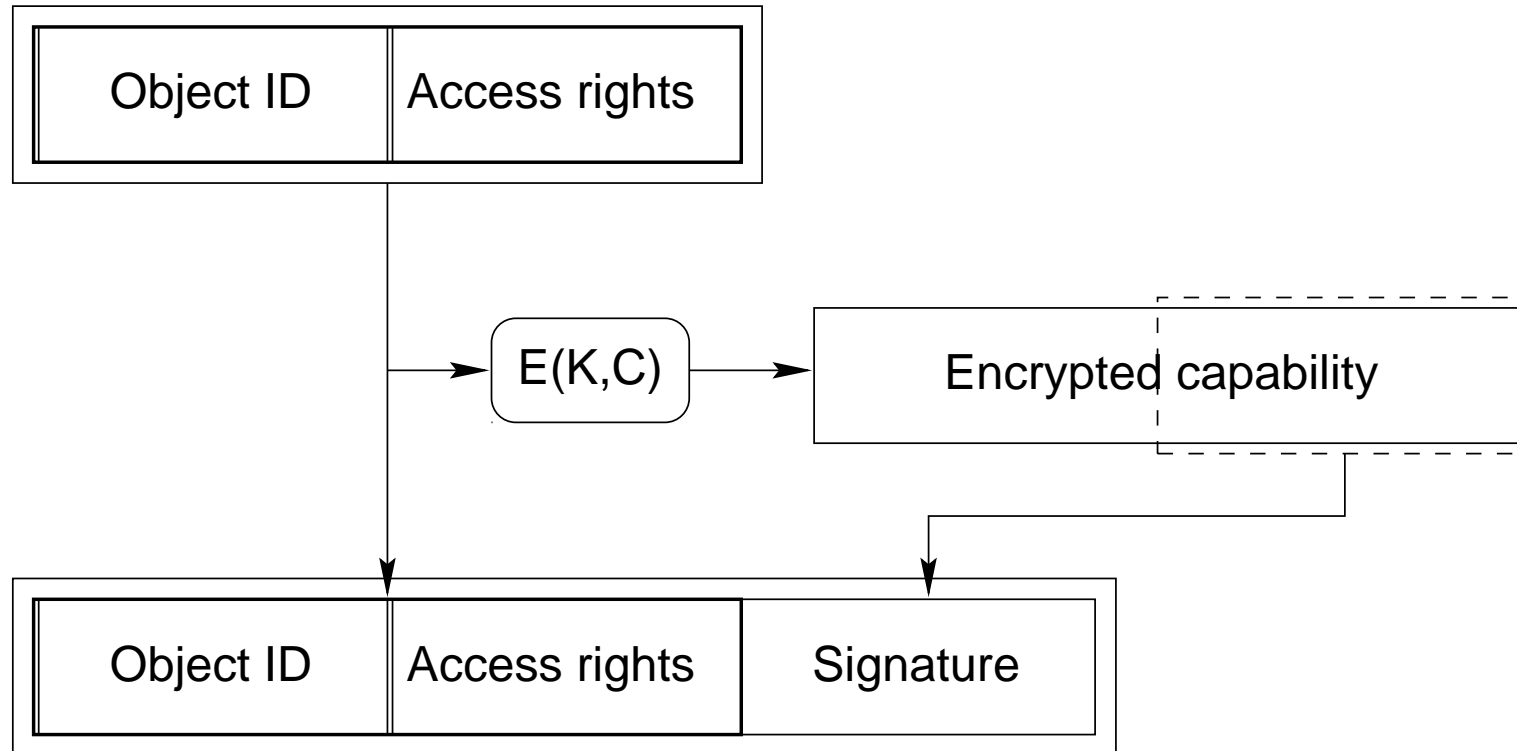 Object ID Access rights
E(K,C) Encrypted capability
Object ID Access rights Signature